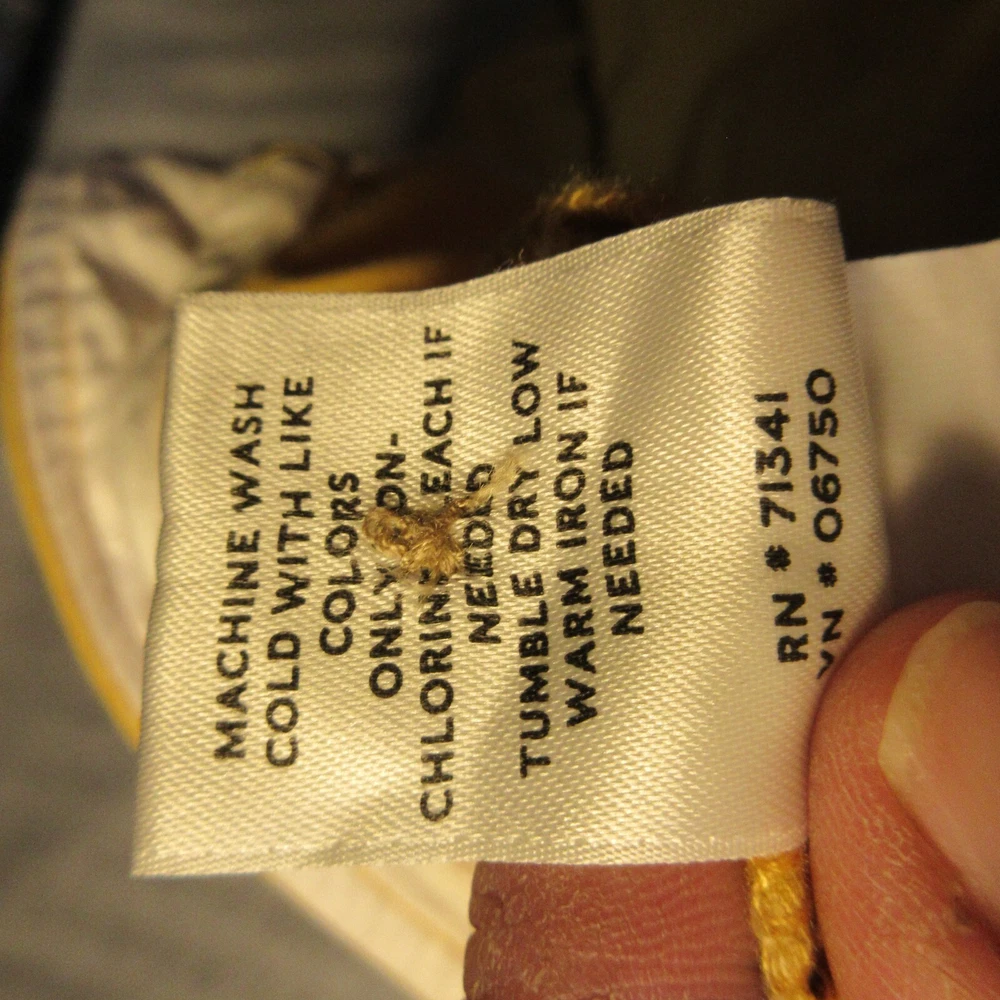 MACHINE WASH
COLD WITH LIKE
COLORS
ONLY
CHLORINE IF
NEEDED
TUMBLE DRY LOW
WARM IRON IF
NEEDED
RN * 71341
VN * 06750